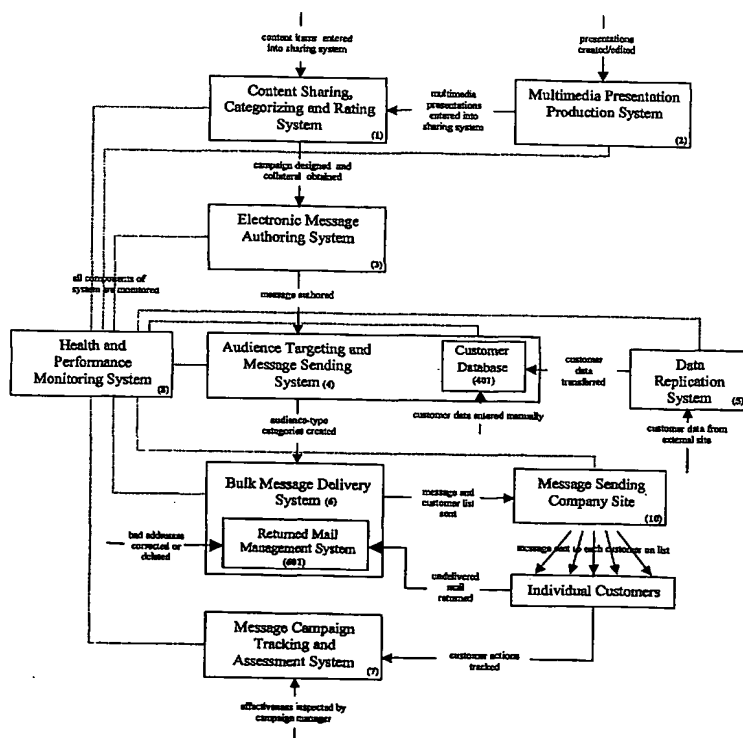 content items entered
into sharing system
presentations
created/edited
Content Sharing,
Categorizing and Rating
System
(1)
multimedia
presentations
entered into
sharing system
Multimedia Presentation
Production System
(2)
campaign designed and
collateral obtained
Electronic Message
Authoring System
(3)
all components of
system are monitored
message authored
Health and
Performance
Monitoring System (8)
Audience Targeting and
Message Sending
System (4)
Customer
Database
(401)
customer
data
transferred
Data
Replication
System (5)
audience-type
categories created
customer data entered manually
customer data from
external site
Bulk Message Delivery
System (6)
message and
customer list
sent
Message Sending
Company Site
(10)
bad addresses
corrected or
deleted
Returned Mail
Management System
(601)
message sent to each customer on list
undelivered
mail
returned
Individual Customers
Message Campaign
Tracking and
Assessment System
(7)
customer actions
tracked
effectiveness inspected by
campaign manager